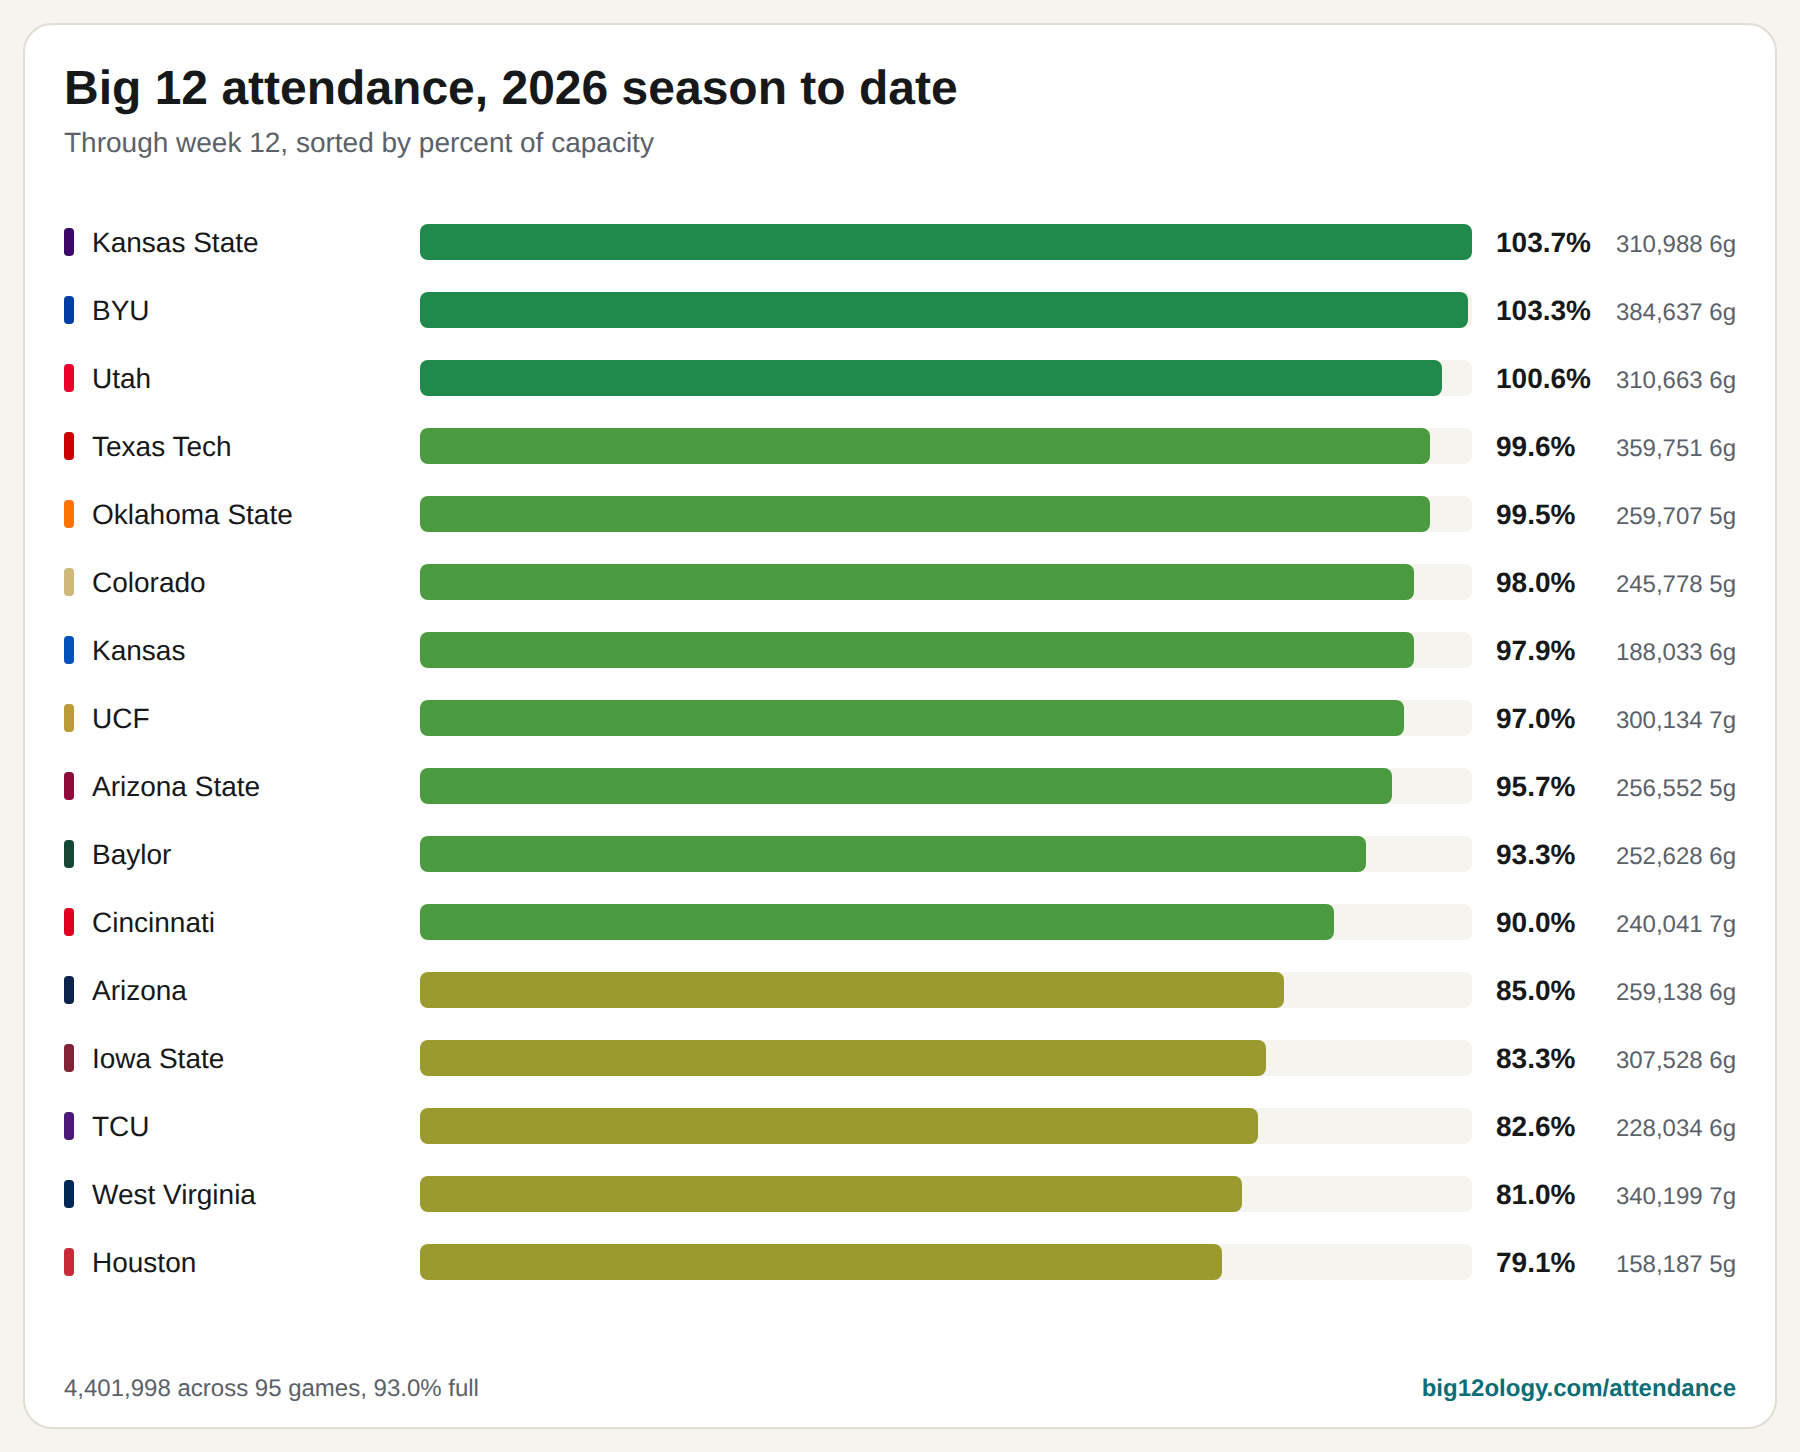 Big 12 attendance, 2026 season to date
Through week 12, sorted by percent of capacity
Kansas State 103.7% 310,988 6g
BYU 103.3% 384,637 6g
Utah 100.6% 310,663 6g
Texas Tech 99.6% 359,751 6g
Oklahoma State 99.5% 259,707 5g
Colorado 98.0% 245,778 5g
Kansas 97.9% 188,033 6g
UCF 97.0% 300,134 7g
Arizona State 95.7% 256,552 5g
Baylor 93.3% 252,628 6g
Cincinnati 90.0% 240,041 7g
Arizona 85.0% 259,138 6g
Iowa State 83.3% 307,528 6g
TCU 82.6% 228,034 6g
West Virginia 81.0% 340,199 7g
Houston 79.1% 158,187 5g
4,401,998 across 95 games, 93.0% full
big12ology.com/attendance